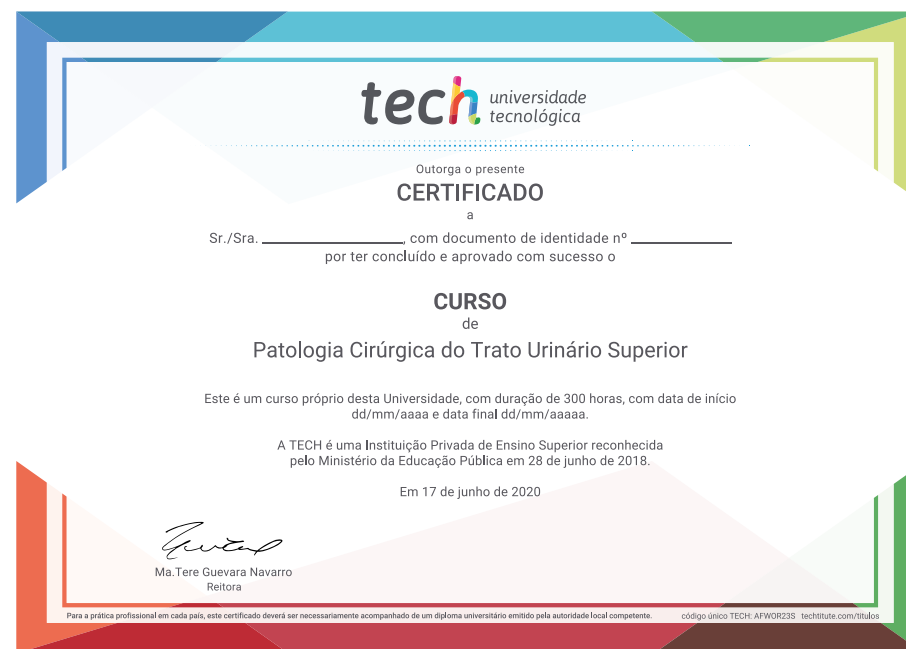 tech universidade
tecnológica
Outorga o presente
CERTIFICADO
a
Sr./Sra. ____________, com documento de identidade nº ____________
por ter concluído e aprovado com sucesso o
CURSO
de
Patologia Cirúrgica do Trato Urinário Superior
Este é um curso próprio desta Universidade, com duração de 300 horas, com data de início
dd/mm/aaaa e data final dd/mm/aaaaa.
A TECH é uma Instituição Privada de Ensino Superior reconhecida
pelo Ministério da Educação Pública em 28 de junho de 2018.
Em 17 de junho de 2020
Ma.Tere Guevara Navarro
Reitora
Para a prática profissional em cada país, este certificado deverá ser necessariamente acompanhado de um diploma universitário emitido pela autoridade local competente. código único TECH: AFWOR23S techtitute.com/titulos